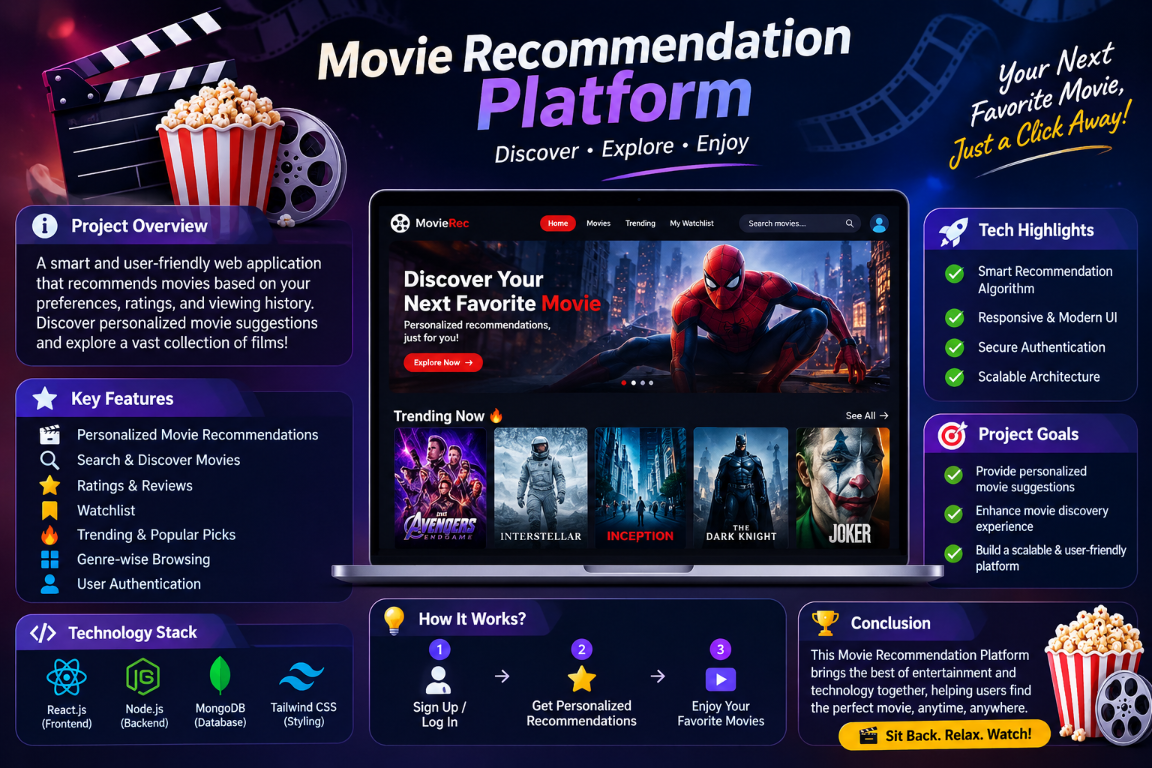 Movie Recommendation
Platform
Discover • Explore • Enjoy
Your Next
Favorite Movie,
Just a Click Away!
Project Overview
A smart and user-friendly web application
that recommends movies based on your
preferences, ratings, and viewing history.
Discover personalized movie suggestions
and explore a vast collection of films!
Key Features
Personalized Movie Recommendations
Search & Discover Movies
Ratings & Reviews
Watchlist
Trending & Popular Picks
Genre-wise Browsing
User Authentication
Technology Stack
React.js
(Frontend)
Node.js
(Backend)
MongoDB
(Database)
Tailwind CSS
(Styling)
MovieRec
Home
Movies
Trending
My Watchlist
Search movies...
Discover Your
Next Favorite Movie
Personalized recommendations,
just for you!
Explore Now →
Trending Now 🔥
See All →
AVENGERS
ENDGAME
INTERSTELLAR
INCEPTION
THE
DARK KNIGHT
JOKER
How It Works?
1
Sign Up /
Log In
2
Get Personalized
Recommendations
3
Enjoy Your
Favorite Movies
Tech Highlights
Smart Recommendation
Algorithm
Responsive & Modern UI
Secure Authentication
Scalable Architecture
Project Goals
Provide personalized
movie suggestions
Enhance movie discovery
experience
Build a scalable & user-friendly
platform
Conclusion
This Movie Recommendation Platform
brings the best of entertainment and
technology together, helping users find
the perfect movie, anytime, anywhere.
Sit Back. Relax. Watch!